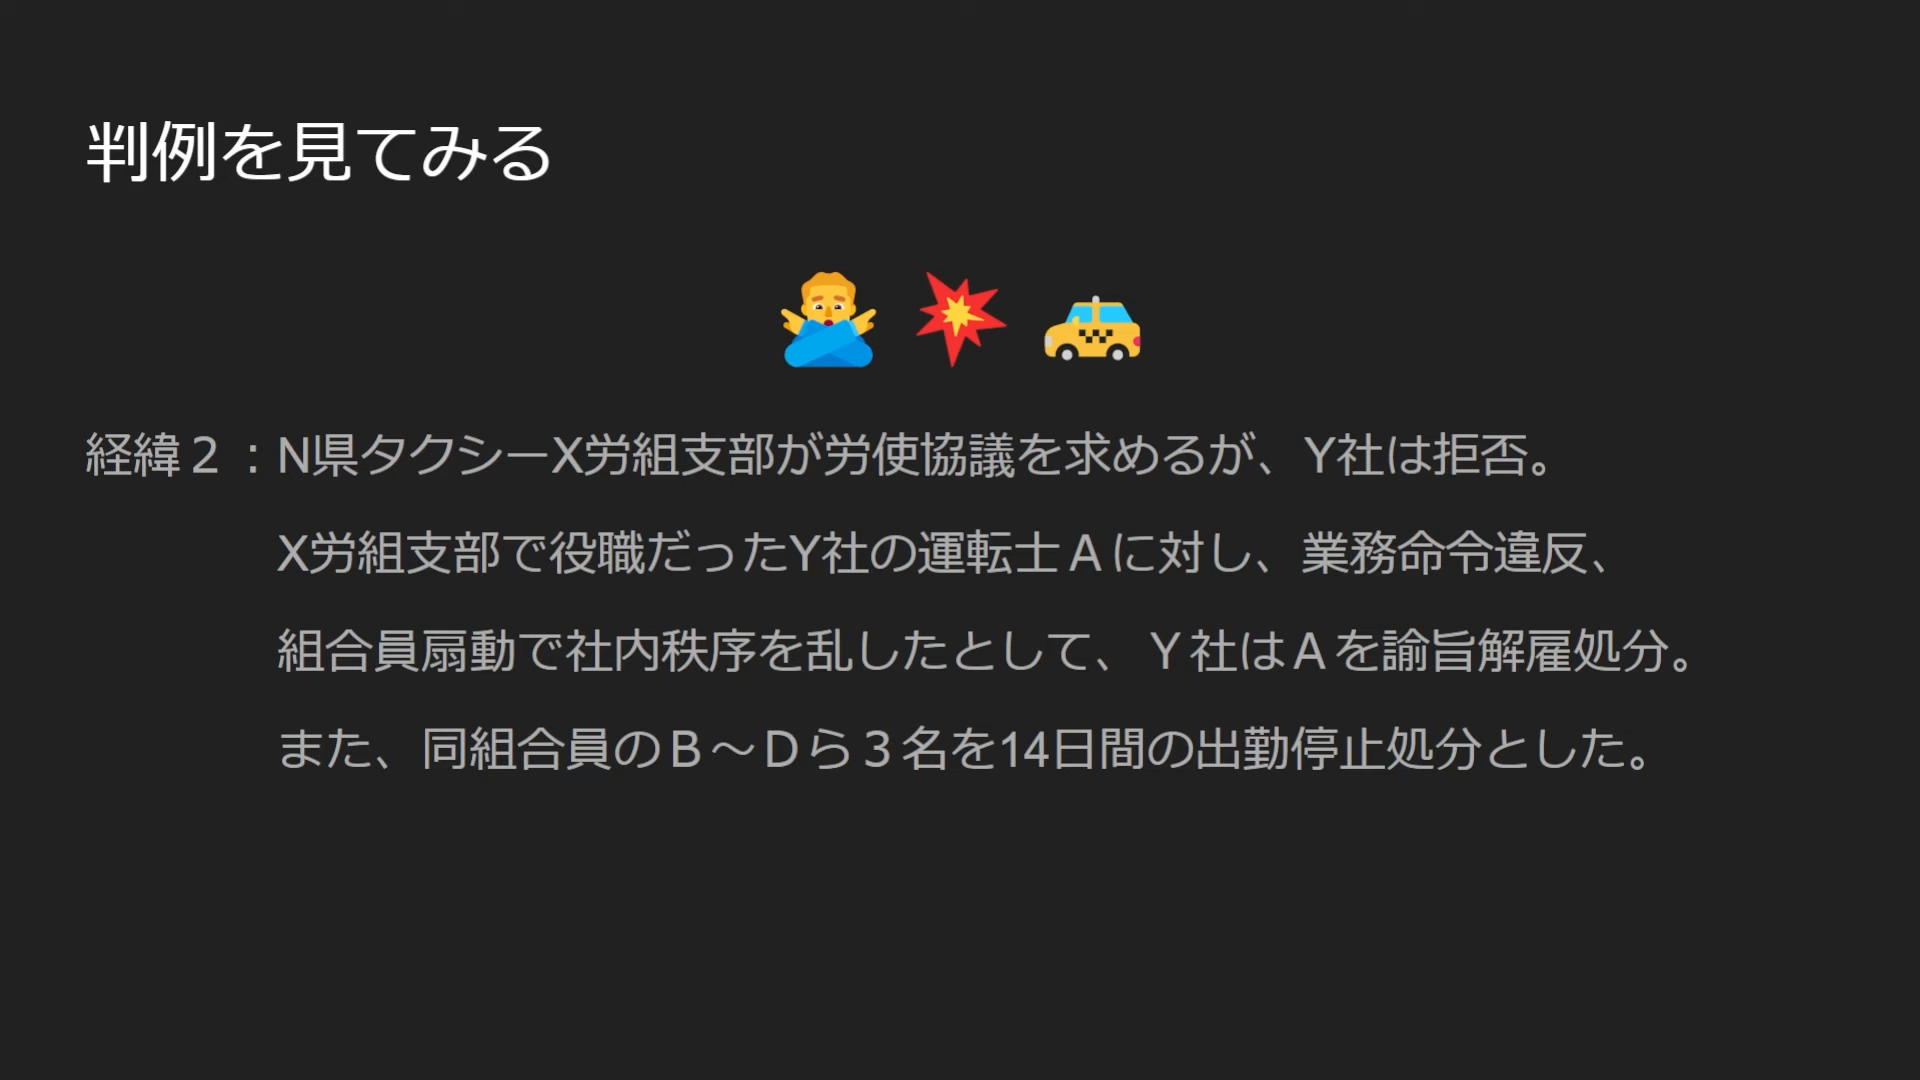 判例を見てみる
経緯２：N県タクシーX労組支部が労使協議を求めるが、Y社は拒否。
X労組支部で役職だったY社の運転士Ａに対し、業務命令違反、
組合員扇動で社内秩序を乱したとして、Ｙ社はＡを諭旨解雇処分。
また、同組合員のＢ～Ｄら３名を14日間の出勤停止処分とした。